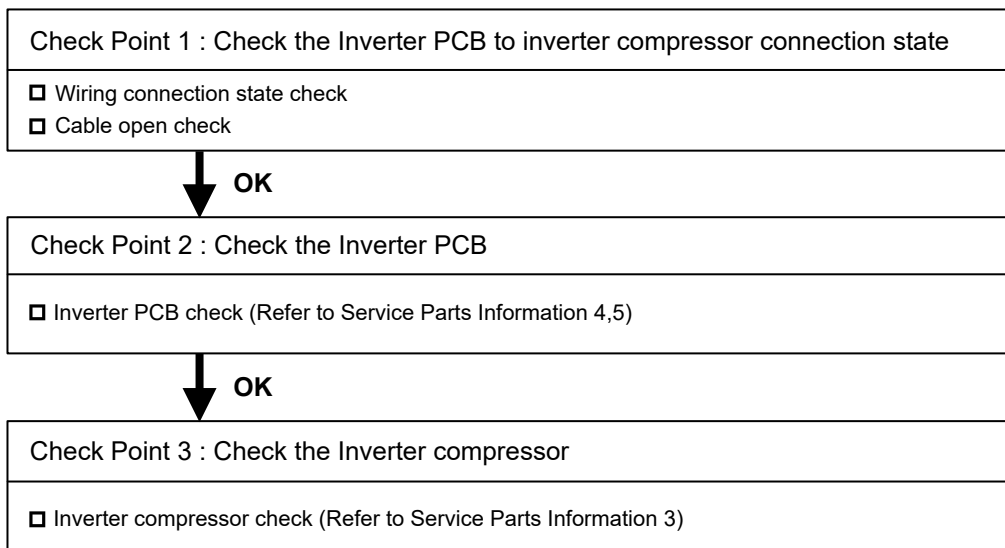 Check Point 1 : Check the Inverter PCB to inverter compressor connection state
Wiring connection state check
Cable open check
OK
Check Point 2 : Check the Inverter PCB
Inverter PCB check (Refer to Service Parts Information 4,5)
OK
Check Point 3 : Check the Inverter compressor
Inverter compressor check (Refer to Service Parts Information 3)